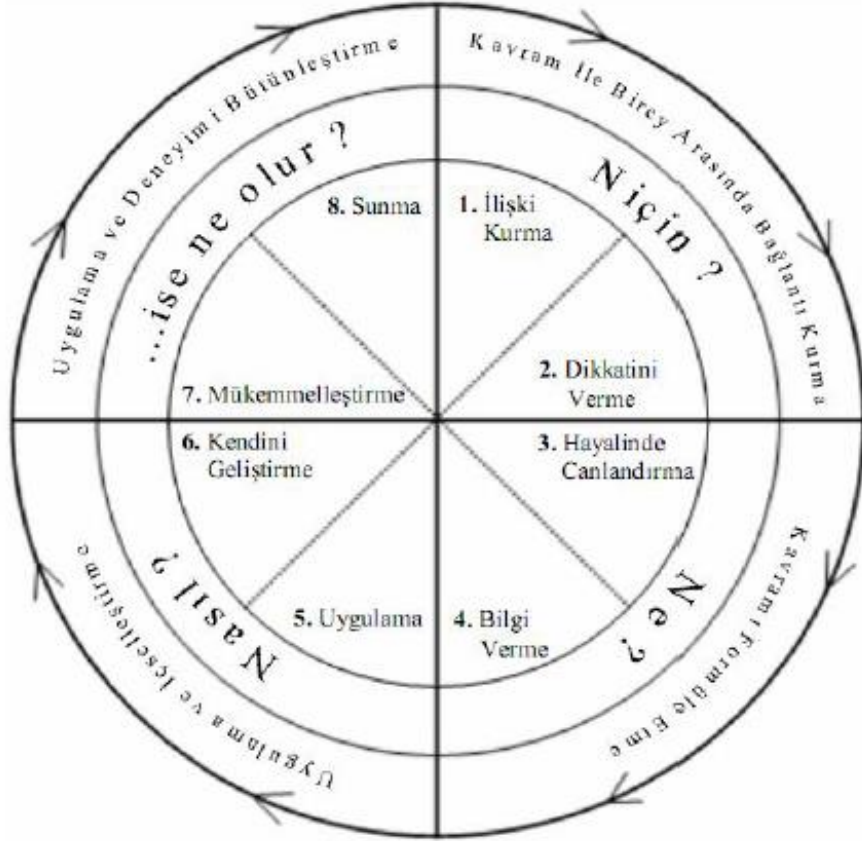 Kavram İle Birey Arasında Bağlantı Kurma
Niçin ?
1. İlişki
Kurma
2. Dikkatini
Verme
Kavramı Formüle Etme
Ne ?
3. Hayalinde
Canlandırma
4. Bilgi
Verme
Uygulama ve İçselleştirme
Nasıl ?
5. Uygulama
6. Kendini
Geliştirme
Uygulama ve Deneyimi Bütünleştirme
...ise ne olur ?
7. Mükemmelleştirme
8. Sunma